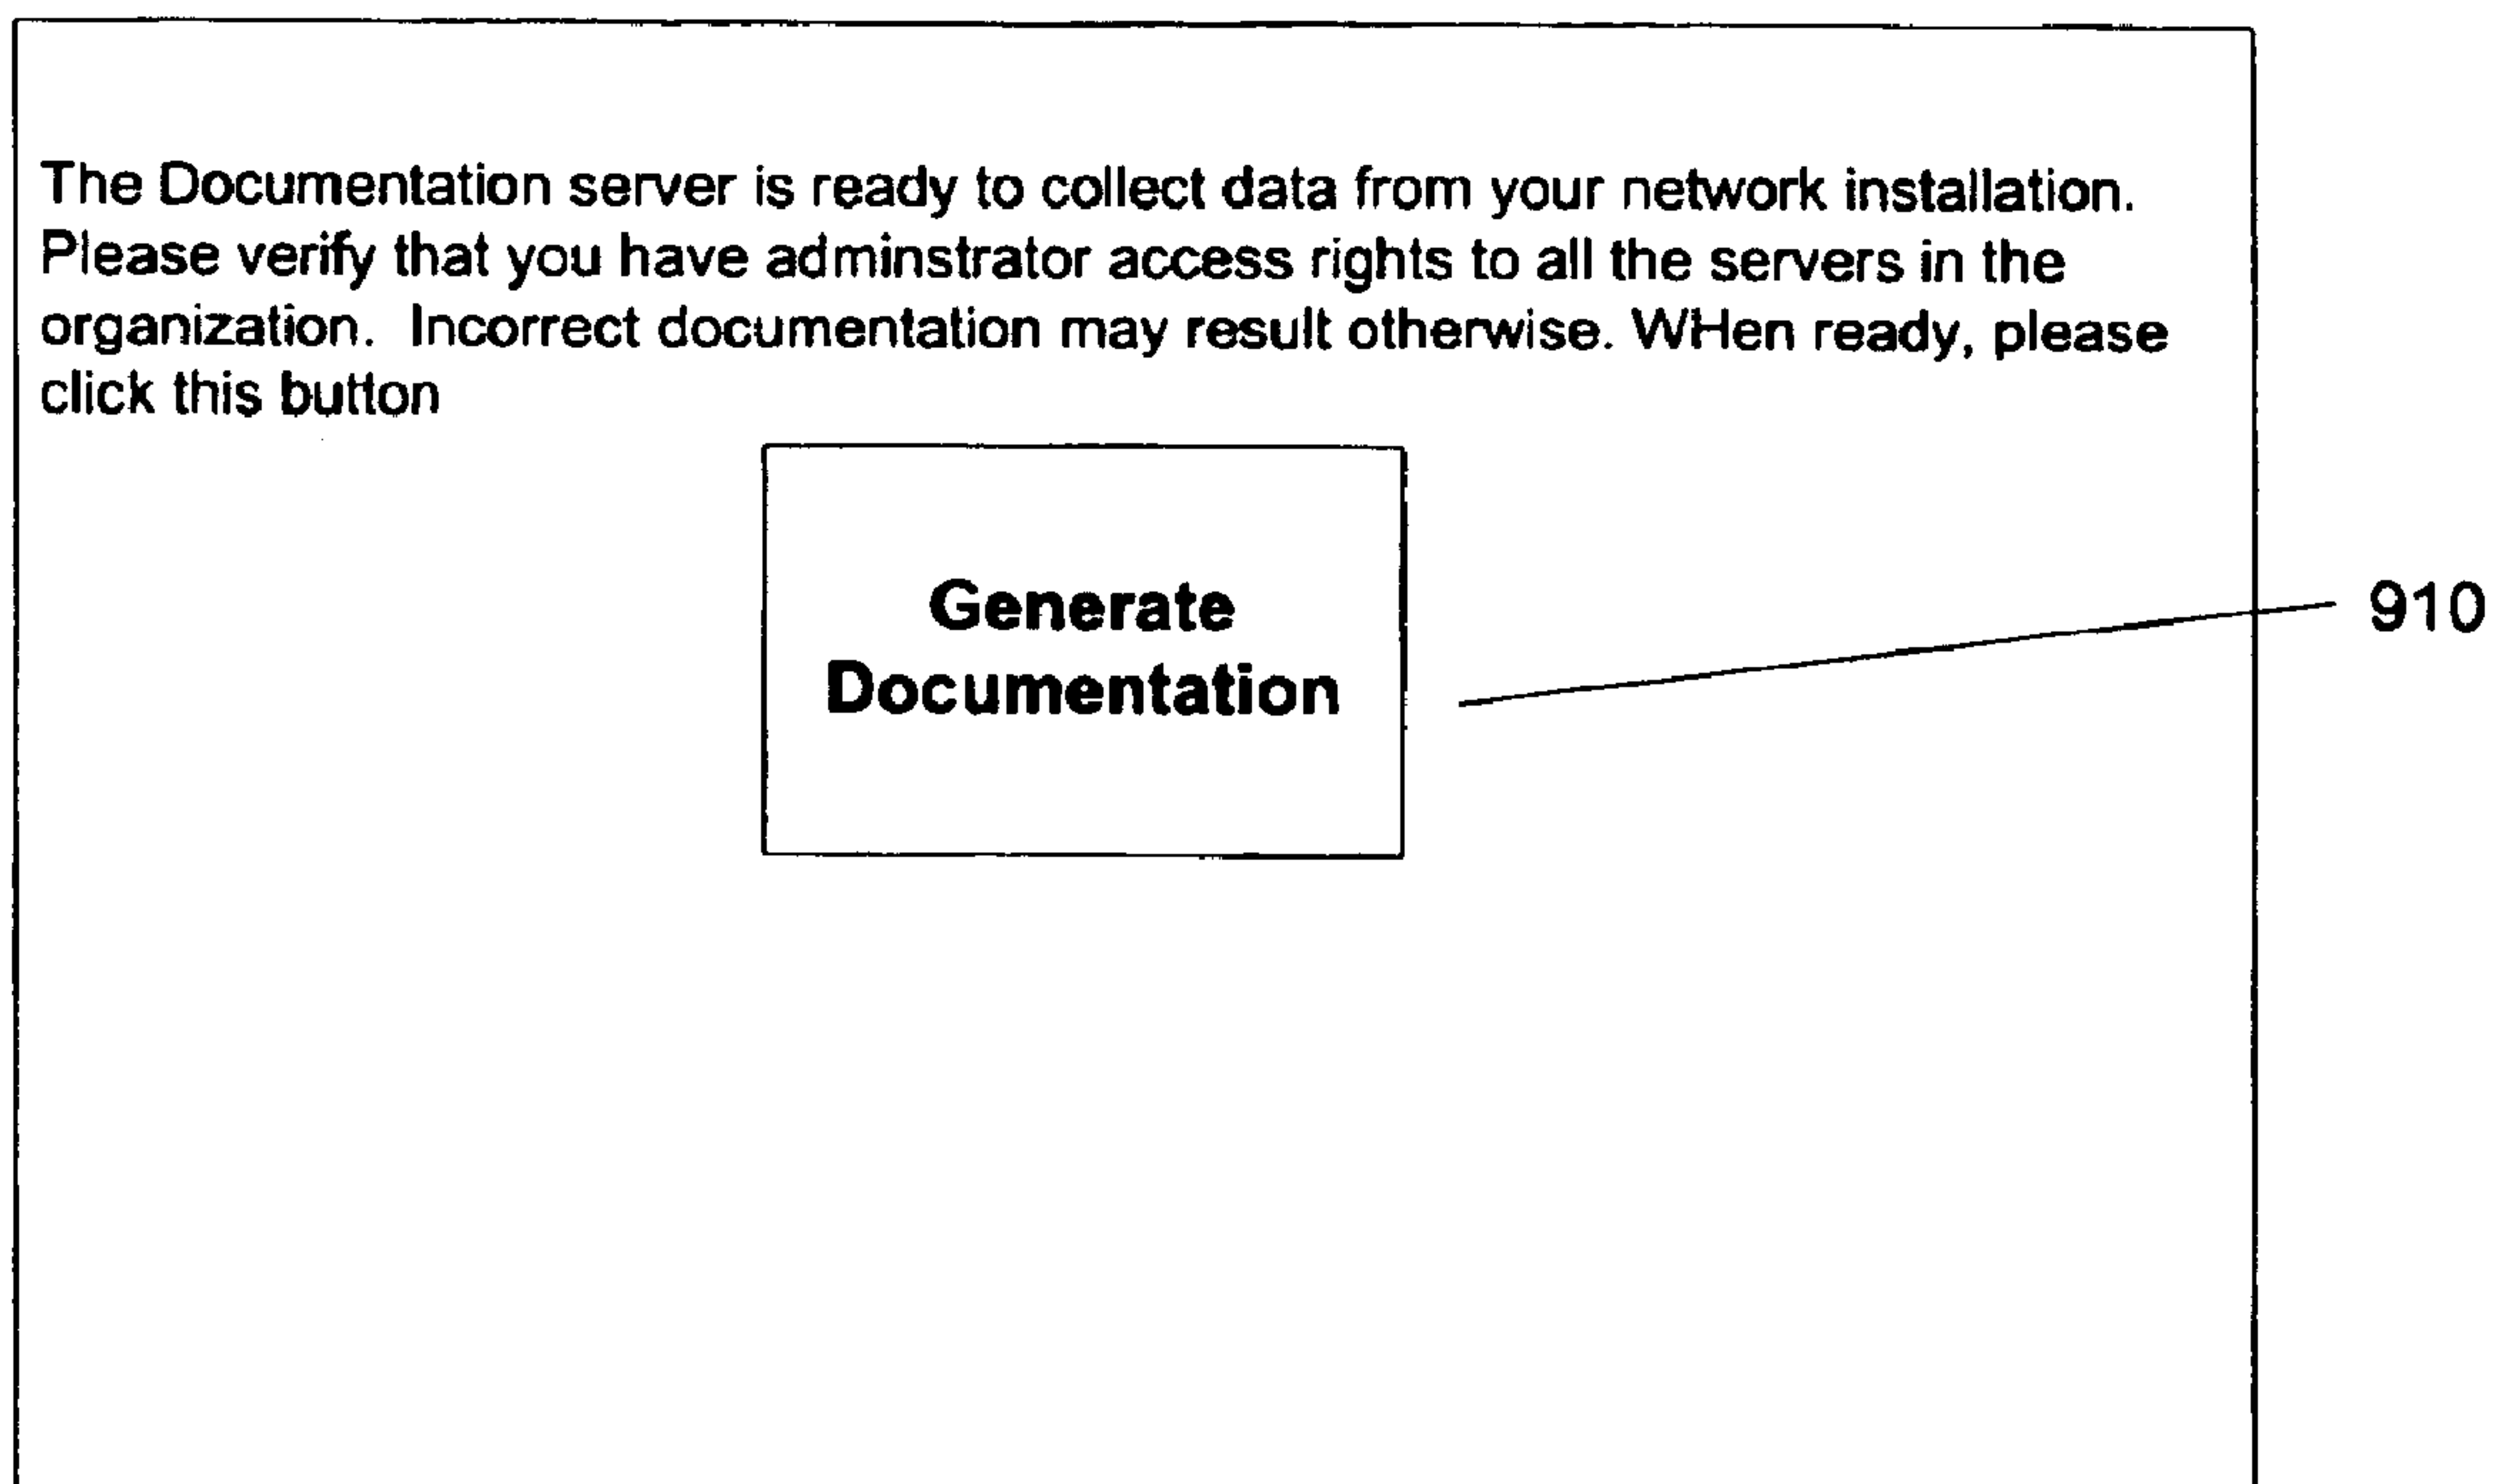 The Documentation server is ready to collect data from your network installation.
Please verify that you have adminstrator access rights to all the servers in the
organization.  Incorrect documentation may result otherwise. WHen ready, please
click this button
Generate
Documentation
910